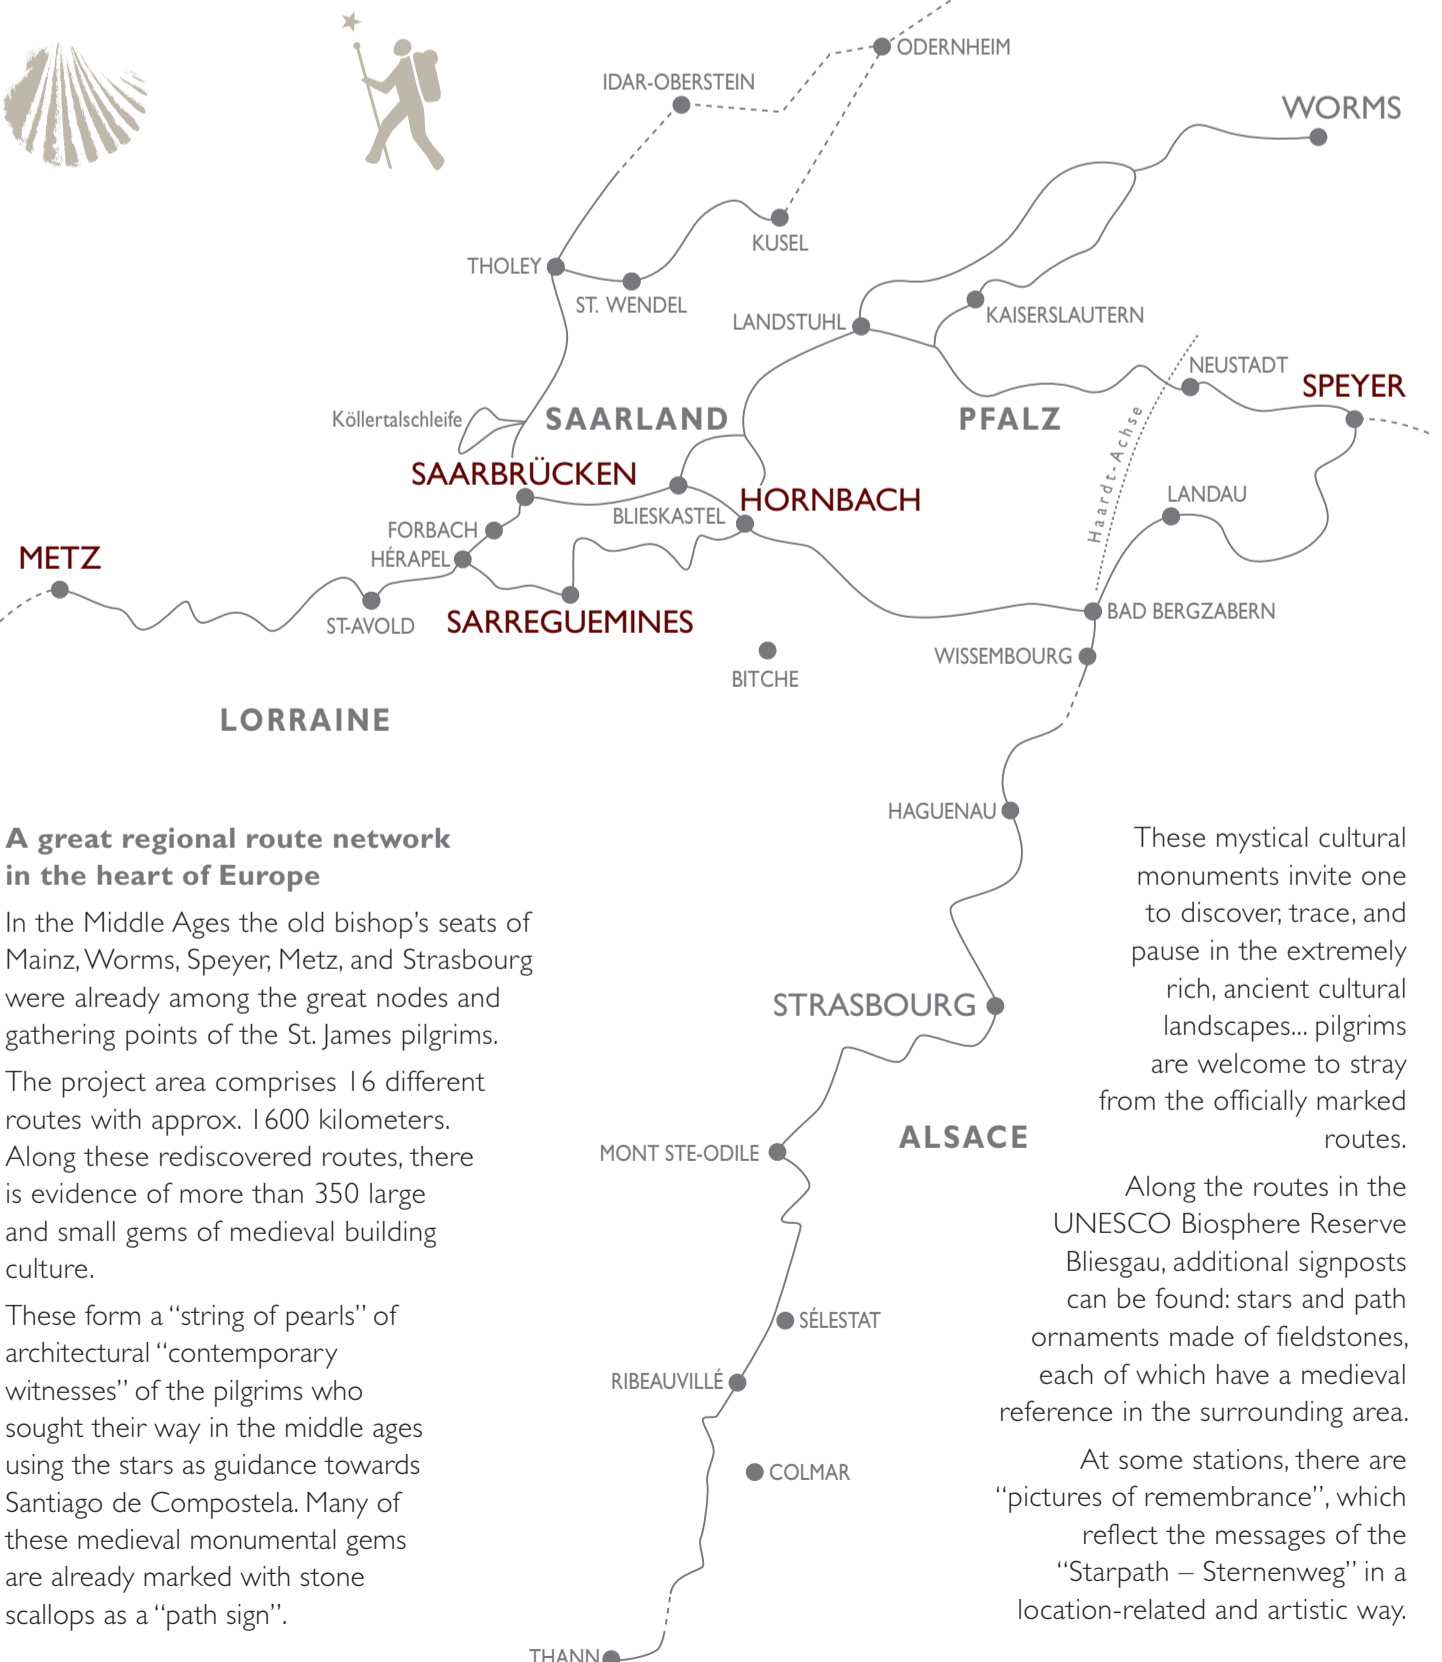 ODERNHEIM
IDAR-OBERSTEIN
WORMS
KUSEL
THOLEY
ST. WENDEL
LANDSTUHL
KAISERSLAUTERN
NEUSTADT
SPEYER
Köllertalschleife
SAARLAND
PFALZ
Haardt-Achse
SAARBRÜCKEN
HORNBACH
LANDAU
BLIESKASTEL
FORBACH
HÉRAPEL
METZ
ST-AVOLD
SARREGUEMINES
BAD BERGZABERN
WISSEMBOURG
BITCHE
LORRAINE
HAGUENAU
STRASBOURG
ALSACE
MONT STE-ODILE
SÉLESTAT
RIBEAUVILLÉ
COLMAR
THANN
A great regional route network
in the heart of Europe
In the Middle Ages the old bishop’s seats of
Mainz, Worms, Speyer, Metz, and Strasbourg
were already among the great nodes and
gathering points of the St. James pilgrims.
The project area comprises 16 different
routes with approx. 1600 kilometers.
Along these rediscovered routes, there
is evidence of more than 350 large
and small gems of medieval building
culture.
These form a “string of pearls” of
architectural “contemporary
witnesses” of the pilgrims who
sought their way in the middle ages
using the stars as guidance towards
Santiago de Compostela. Many of
these medieval monumental gems
are already marked with stone
scallops as a “path sign”.
These mystical cultural
monuments invite one
to discover, trace, and
pause in the extremely
rich, ancient cultural
landscapes... pilgrims
are welcome to stray
from the officially marked
routes.
Along the routes in the
UNESCO Biosphere Reserve
Bliesgau, additional signposts
can be found: stars and path
ornaments made of fieldstones,
each of which have a medieval
reference in the surrounding area.
At some stations, there are
“pictures of remembrance”, which
reflect the messages of the
“Starpath – Sternenweg” in a
location-related and artistic way.